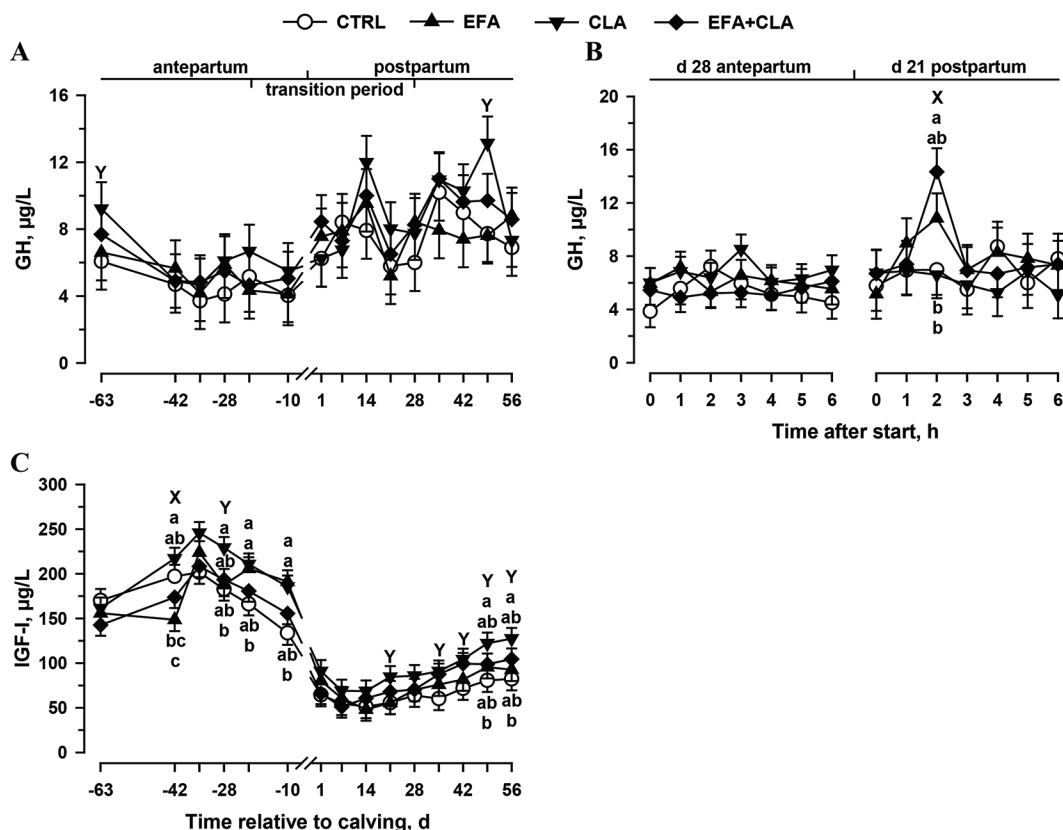 CTRL EFA CLA EFA+CLA
A
antepartum postpartum
transition period
GH, µg/L
16
12
8
4
0
Y
Y
-63 -42 -28 -10 1 14 28 42 56
B
d 28 antepartum d 21 postpartum
GH, µg/L
20
16
12
8
4
0
X
a
ab
b
b
0 1 2 3 4 5 6 0 1 2 3 4 5 6
Time after start, h
C
IGF-I, µg/L
300
250
200
150
100
50
0
X
a
ab
bc
c
Y
a
ab
ab
b
a
a
ab
b
a
a
ab
b
Y
Y
Y
Y
a
ab
ab
b
Y
a
ab
ab
b
-63 -42 -28 -10 1 14 28 42 56
Time relative to calving, d